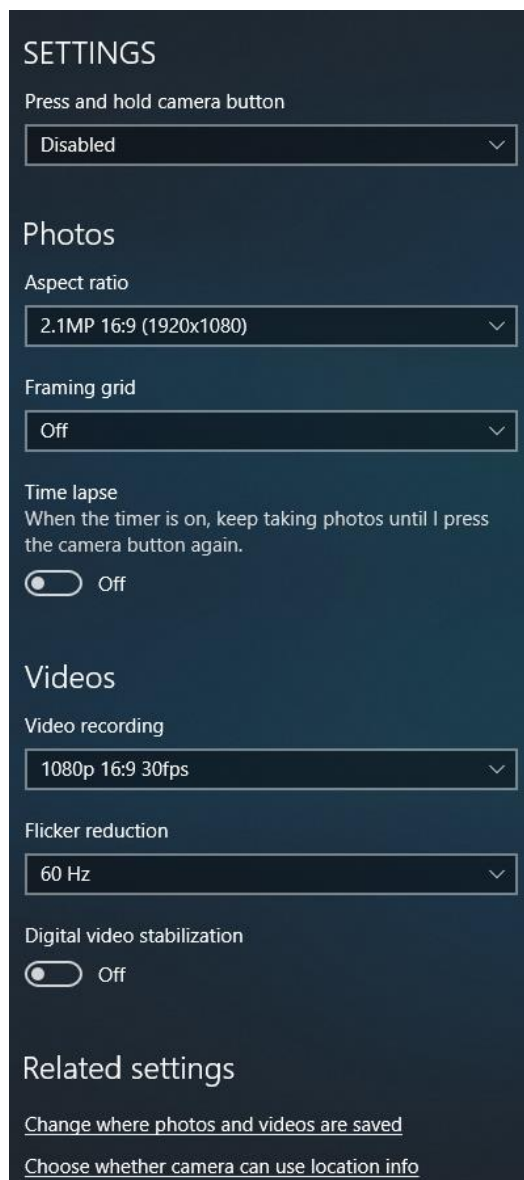 SETTINGS
Press and hold camera button
Disabled
Photos
Aspect ratio
2.1MP 16:9 (1920x1080)
Framing grid
Off
Time lapse
When the timer is on, keep taking photos until I press
the camera button again.
Off
Videos
Video recording
1080p 16:9 30fps
Flicker reduction
60 Hz
Digital video stabilization
Off
Related settings
Change where photos and videos are saved
Choose whether camera can use location info